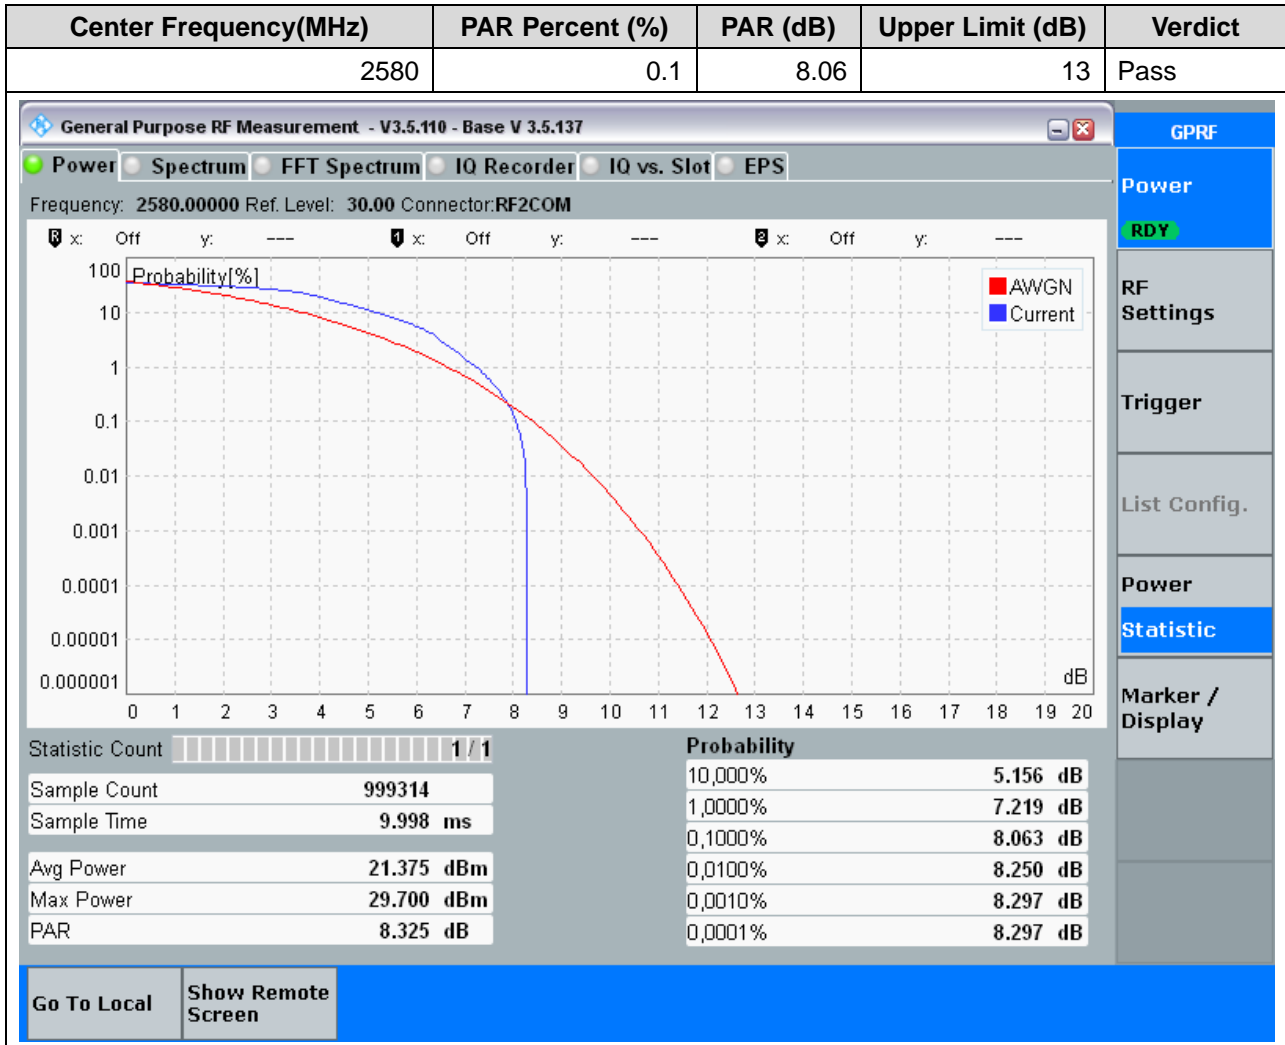 Center Frequency(MHz) PAR Percent (%) PAR (dB) Upper Limit (dB) Verdict
2580 0.1 8.06 13 Pass
General Purpose RF Measurement - V3.5.110 - Base V 3.5.137
GPRF
Power Spectrum FFT Spectrum IQ Recorder IQ vs. Slot EPS
Frequency: 2580.00000 Ref. Level: 30.00 Connector:RF2COM
R x: Off y: --- 1 x: Off y: --- 2 x: Off y: ---
Probability[%]
AWGN
Current
100
10
1
0.1
0.01
0.001
0.0001
0.00001
0.000001
dB
0 1 2 3 4 5 6 7 8 9 10 11 12 13 14 15 16 17 18 19 20
Statistic Count 1 / 1
Sample Count 999314
Sample Time 9.998 ms
Avg Power 21.375 dBm
Max Power 29.700 dBm
PAR 8.325 dB
Probability
10,000% 5.156 dB
1,0000% 7.219 dB
0,1000% 8.063 dB
0,0100% 8.250 dB
0,0010% 8.297 dB
0,0001% 8.297 dB
Power
RDY
RF
Settings
Trigger
List Config.
Power
Statistic
Marker /
Display
Go To Local
Show Remote
Screen